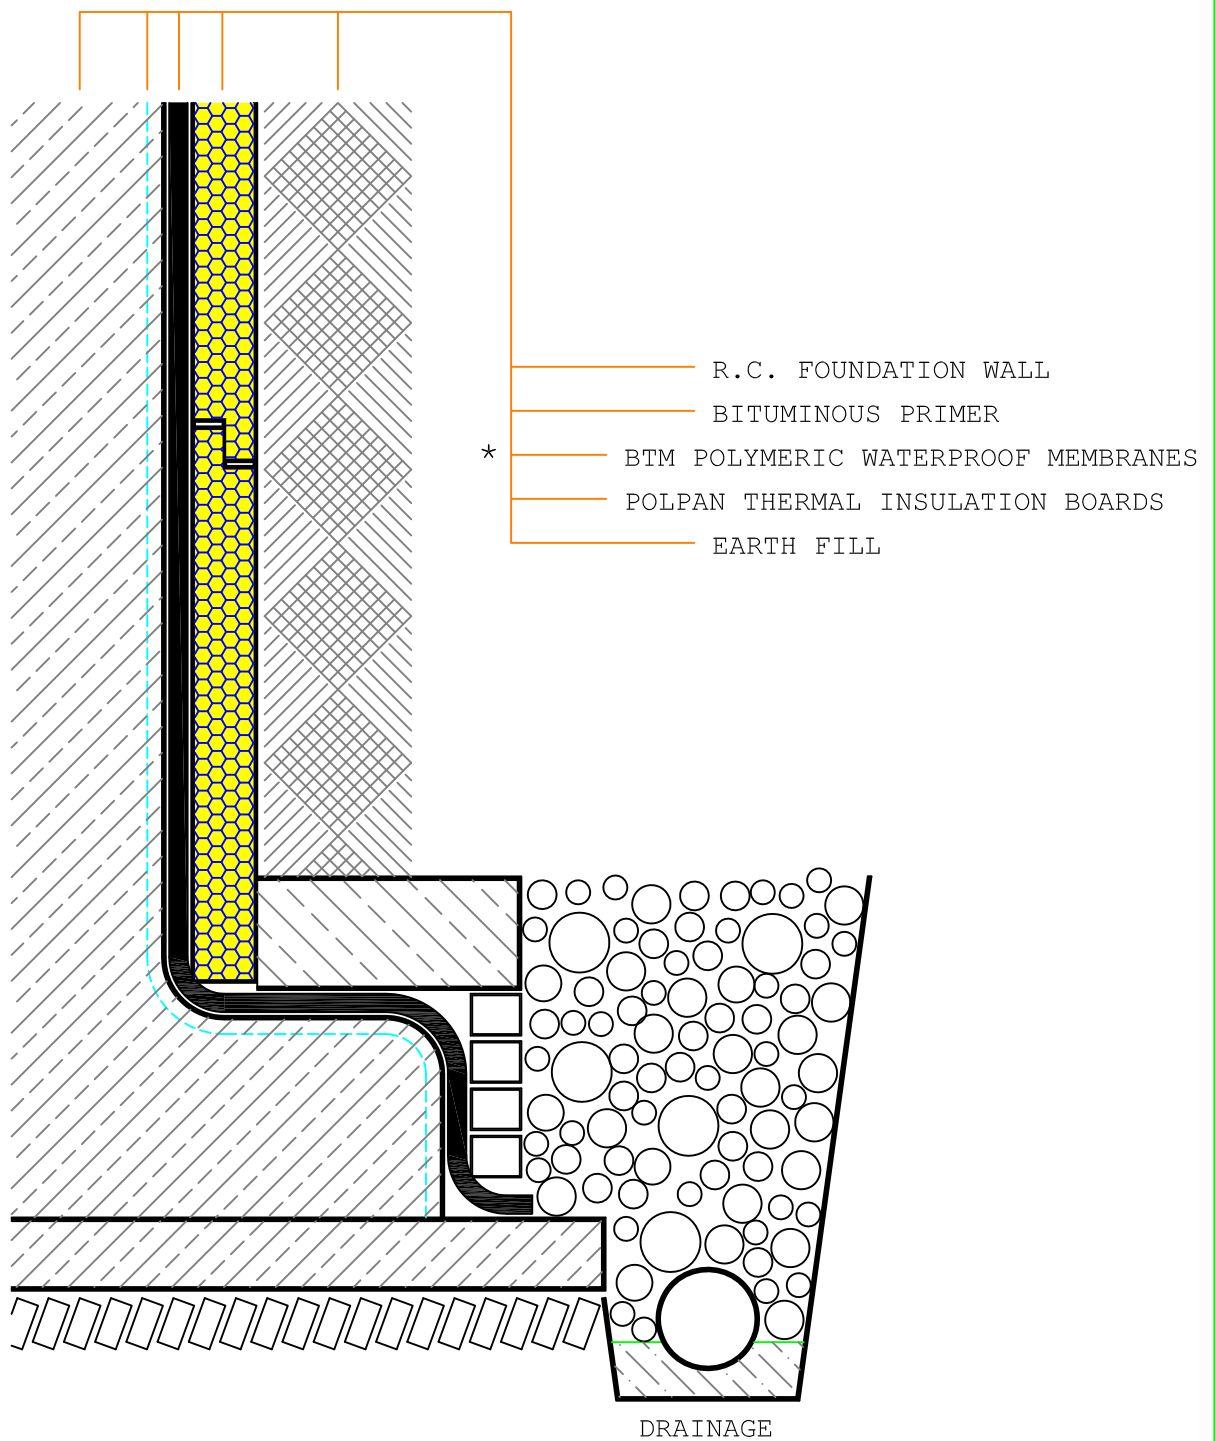 R.C. FOUNDATION WALL
BITUMINOUS PRIMER
* BTM POLYMERIC WATERPROOF MEMBRANES
POLPAN THERMAL INSULATION BOARDS
EARTH FILL
DRAINAGE